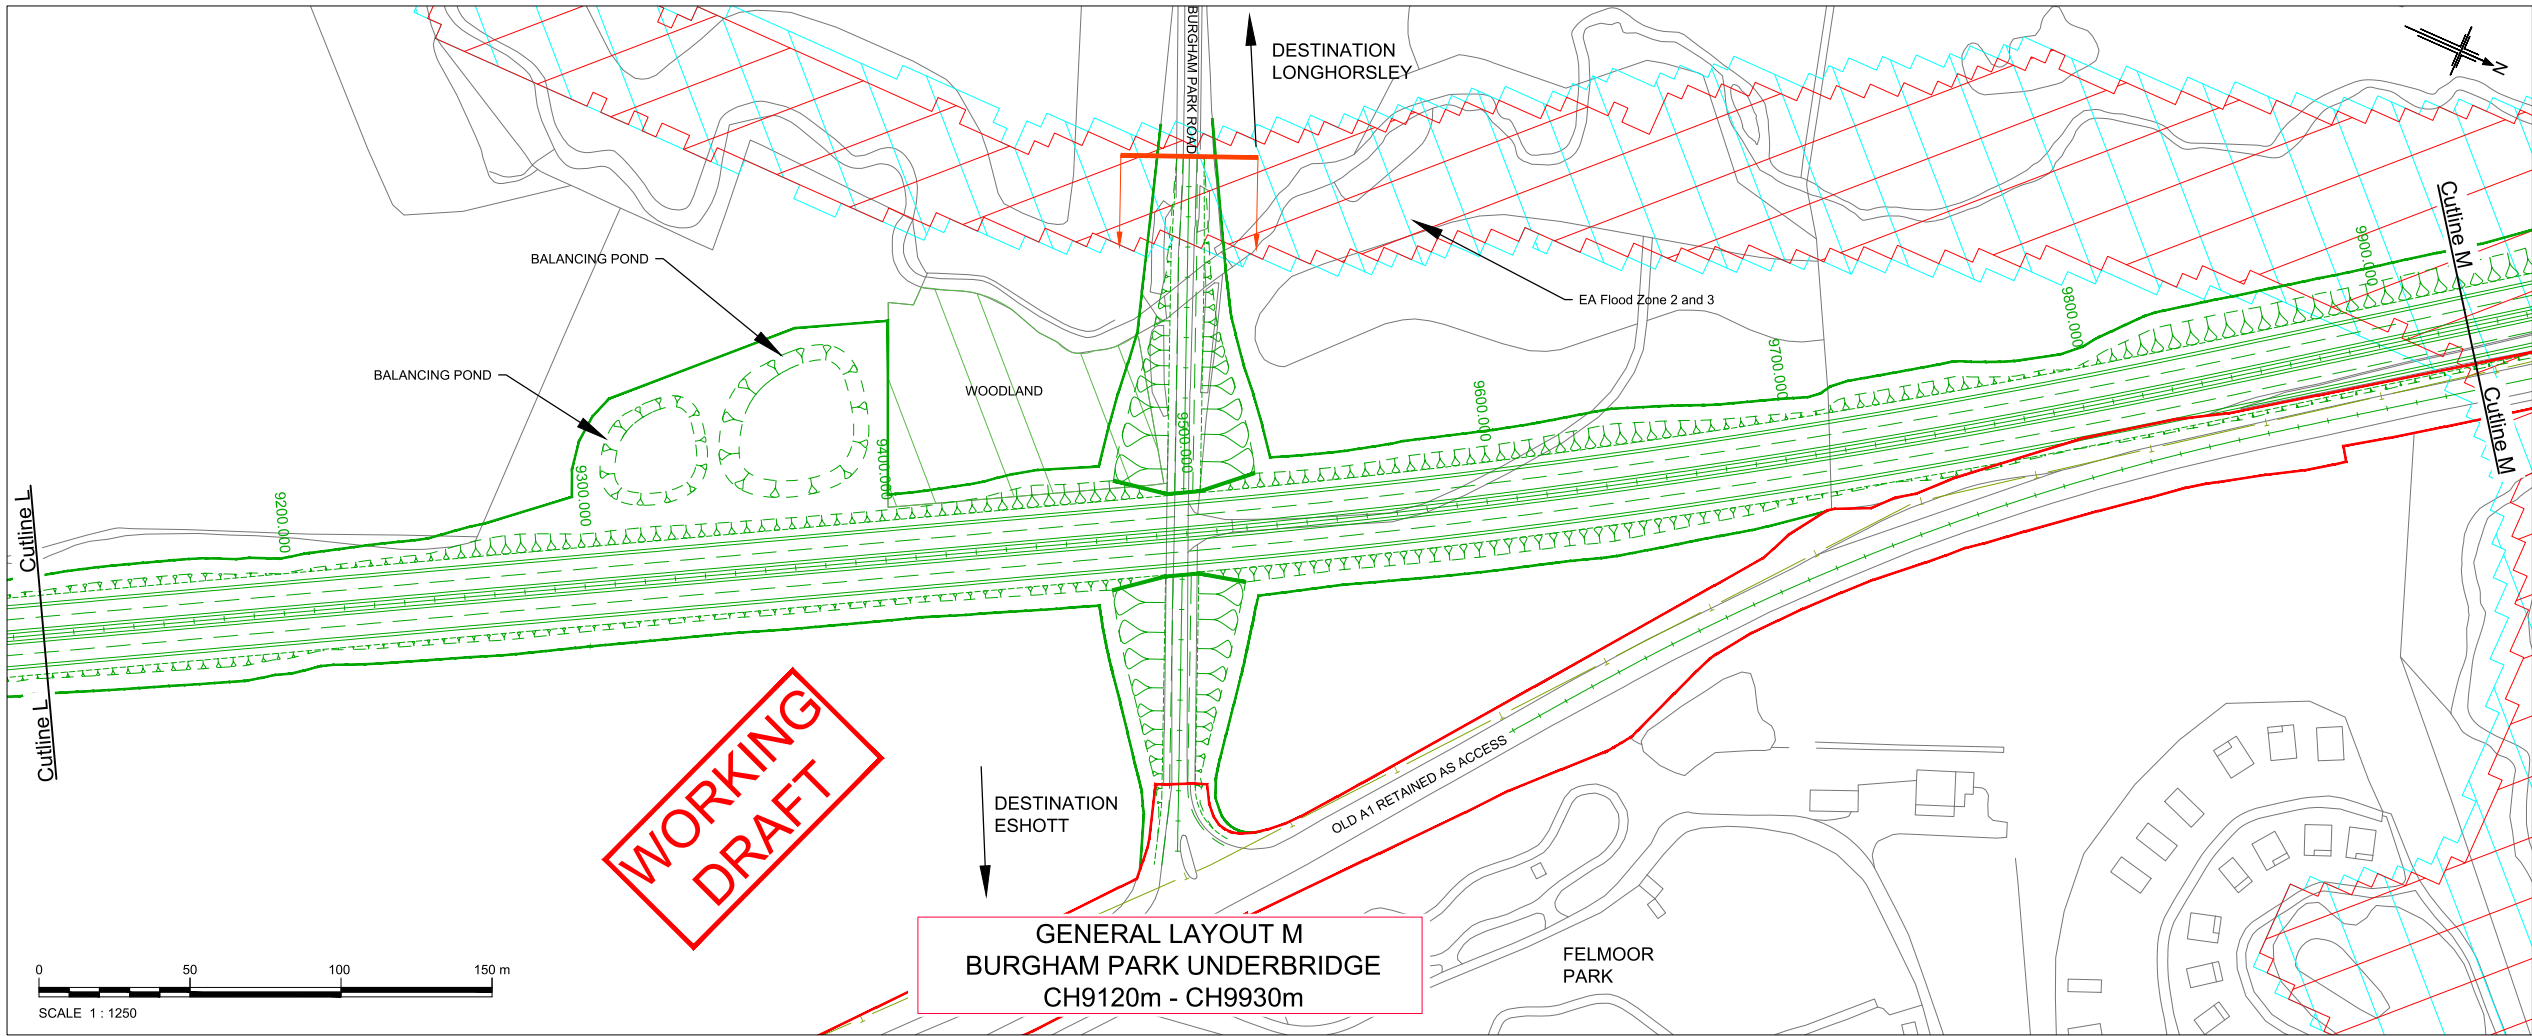 BURGHAM PARK ROAD
DESTINATION
LONGHORSLEY
N
BALANCING POND
BALANCING POND
WOODLAND
EA Flood Zone 2 and 3
Cutline M
Cutline M
Cutline L
Cutline L
9200.000
9300.000
9400.000
9500.000
9600.000
9700.000
9800.000
9900.000
WORKING
DRAFT
DESTINATION
ESHOTT
OLD A1 RETAINED AS ACCESS
FELMOOR
PARK
GENERAL LAYOUT M
BURGHAM PARK UNDERBRIDGE
CH9120m - CH9930m
0 50 100 150 m
SCALE 1 : 1250